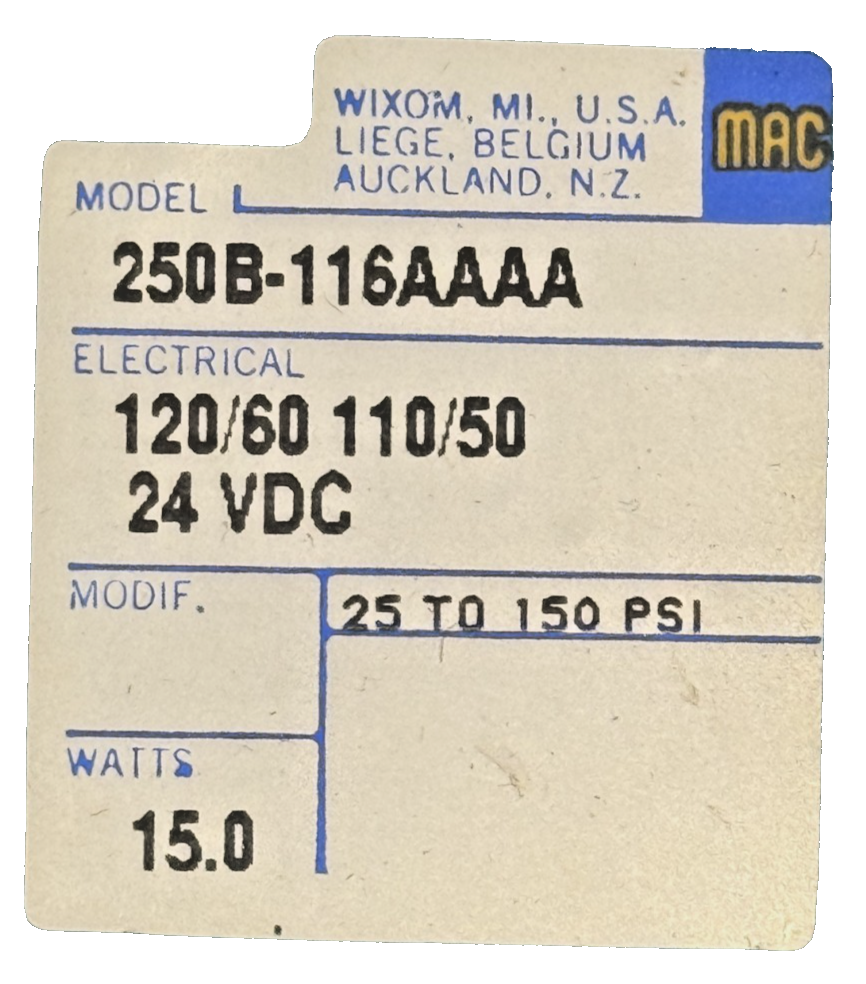 WIXOM, MI., U.S.A.
LIEGE, BELGIUM
AUCKLAND, N.Z.
MAC
MODEL
250B-116AAAA
ELECTRICAL
120/60 110/50
24 VDC
MODIF.
25 TO 150 PSI
WATTS
15.0